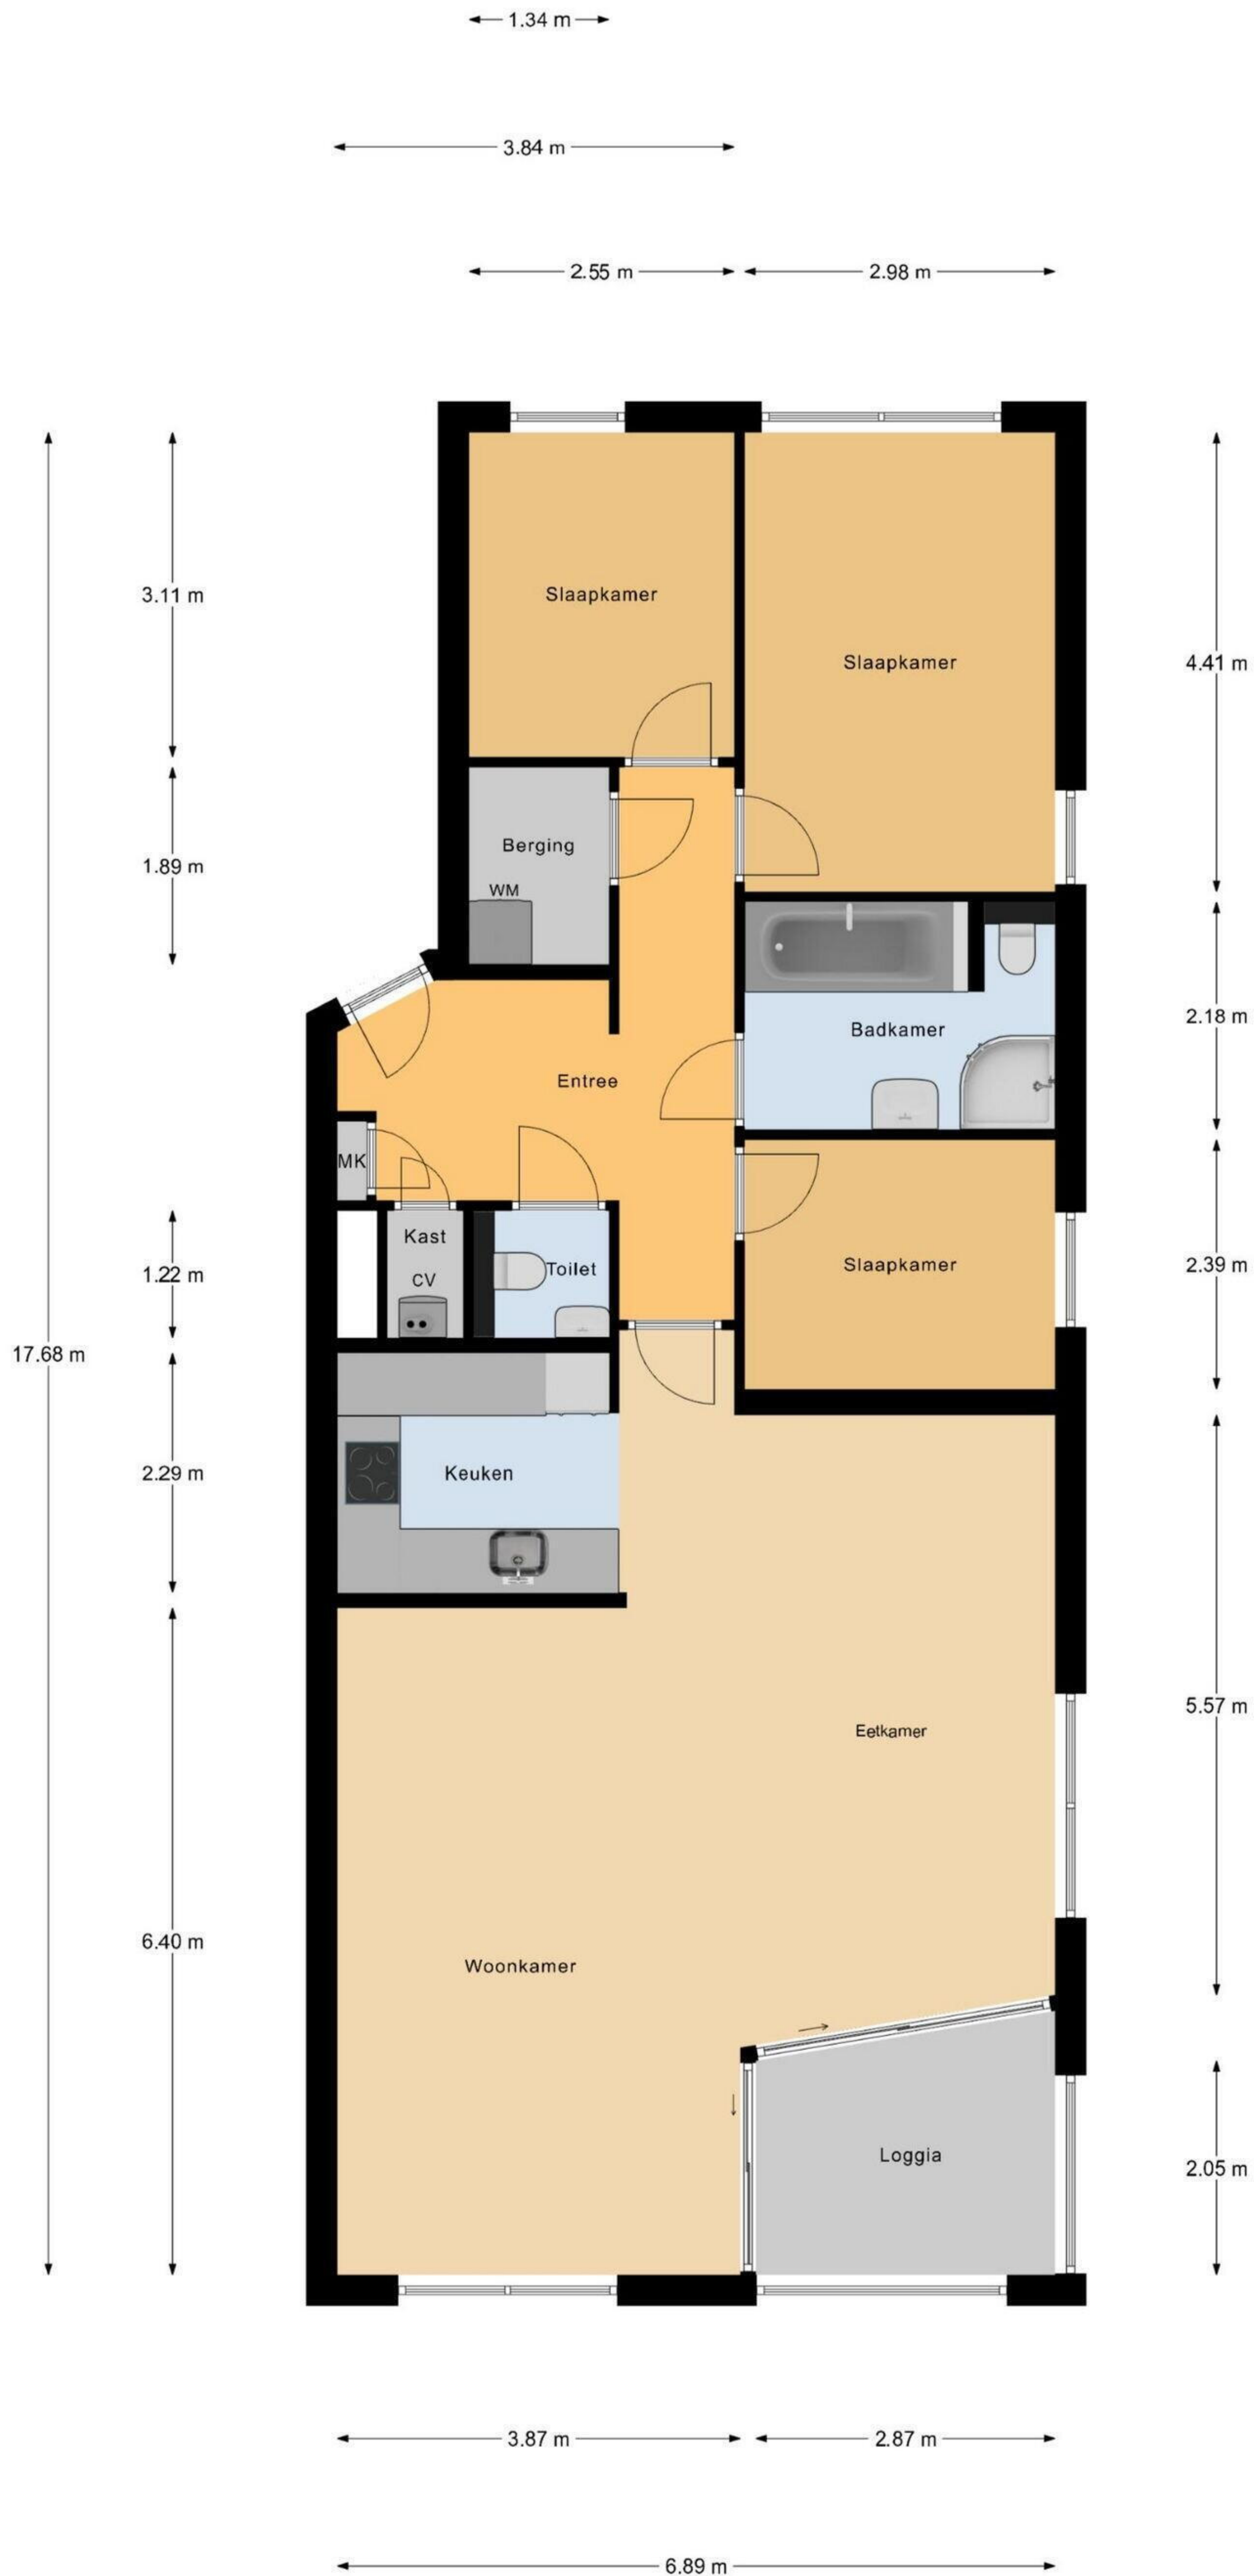 1.34 m
3.84 m
2.55 m
2.98 m
3.11 m
Slaapkamer
Slaapkamer
4.41 m
Berging
1.89 m
WM
Badkamer
2.18 m
Entree
MK
Kast
CV
Toilet
Slaapkamer
2.39 m
1.22 m
17.68 m
2.29 m
Keuken
Eetkamer
5.57 m
6.40 m
Woonkamer
Loggia
2.05 m
3.87 m
2.87 m
6.89 m